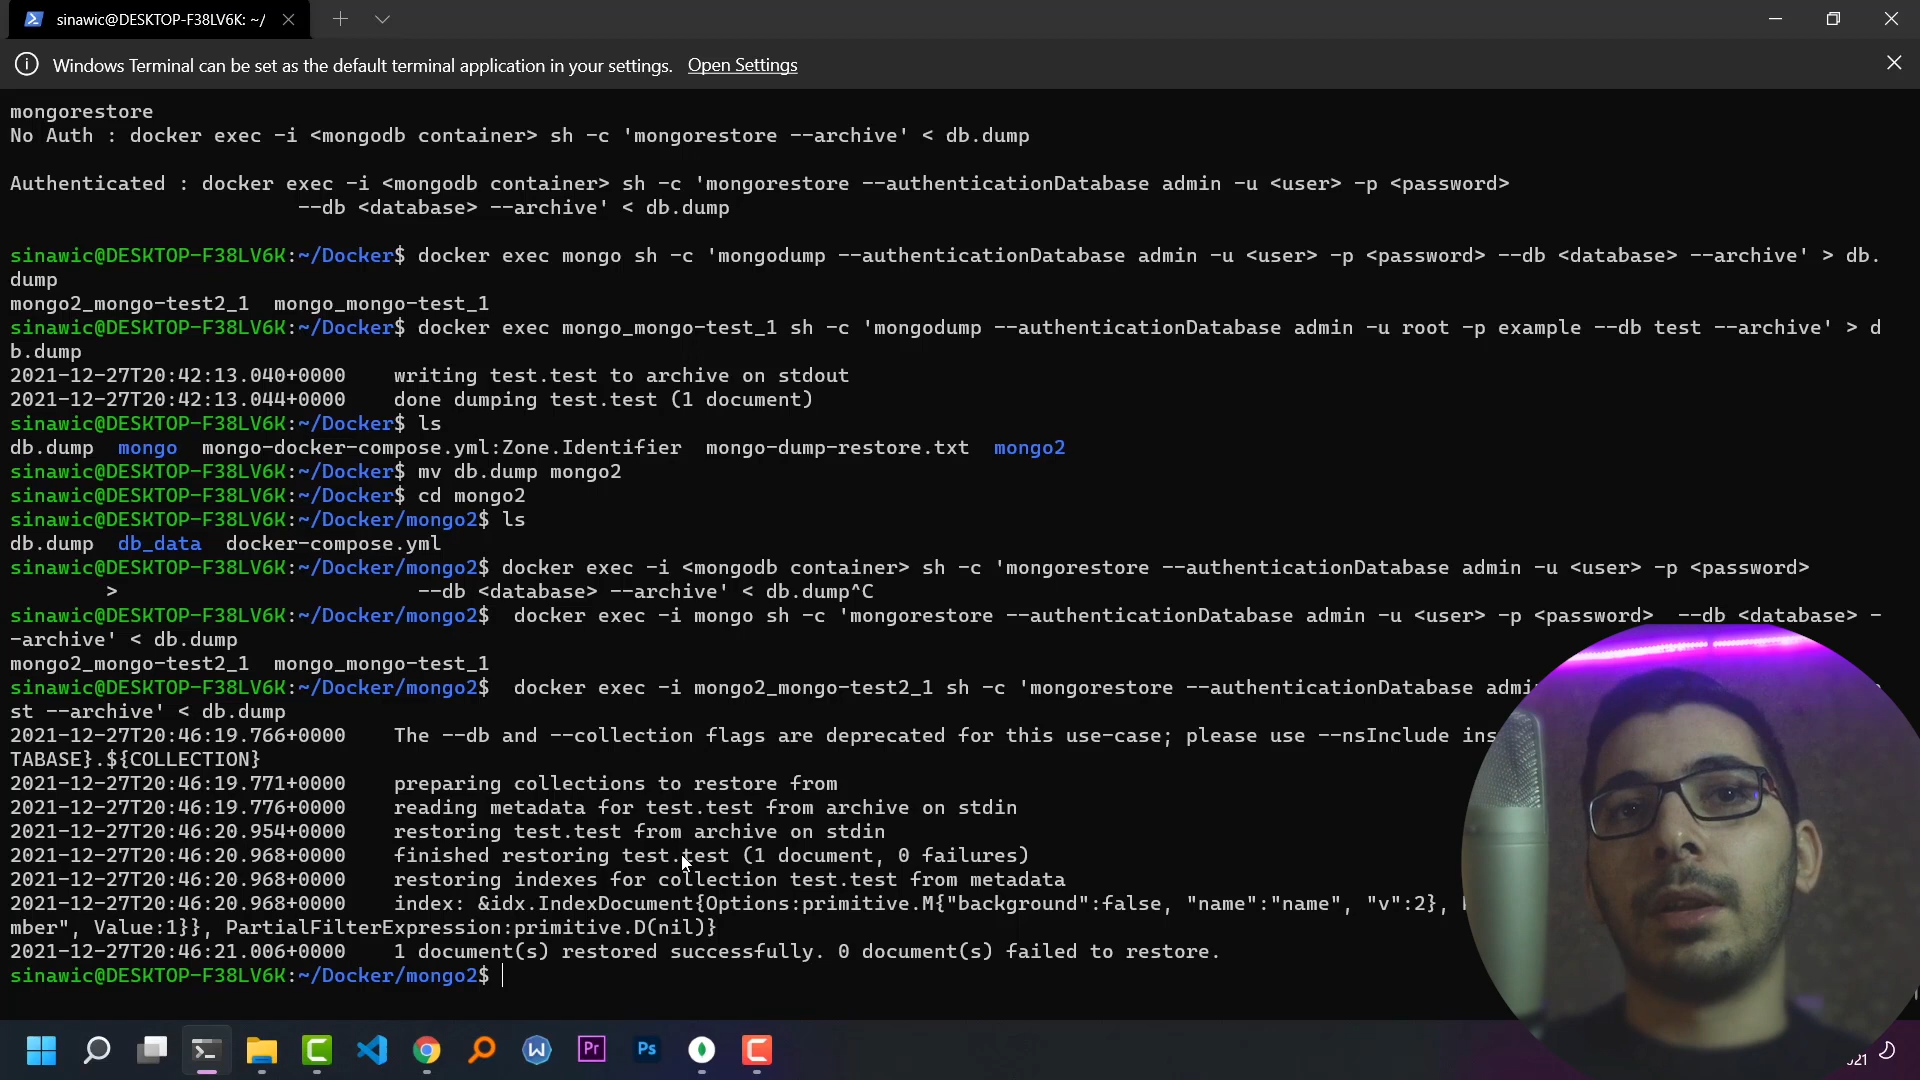 sinawic@DESKTOP-F38LV6K: ~/
Windows Terminal can be set as the default terminal application in your settings. Open Settings
mongorestore
No Auth : docker exec -i <mongodb container> sh -c 'mongorestore --archive' < db.dump
Authenticated : docker exec -i <mongodb container> sh -c 'mongorestore --authenticationDatabase admin -u <user> -p <password>
--db <database> --archive' < db.dump
sinawic@DESKTOP-F38LV6K:~/Docker$ docker exec mongo sh -c 'mongodump --authenticationDatabase admin -u <user> -p <password> --db <database> --archive' > db.
dump
mongo2_mongo-test2_1  mongo_mongo-test_1
sinawic@DESKTOP-F38LV6K:~/Docker$ docker exec mongo_mongo-test_1 sh -c 'mongodump --authenticationDatabase admin -u root -p example --db test --archive' > d
b.dump
2021-12-27T20:42:13.040+0000    writing test.test to archive on stdout
2021-12-27T20:42:13.044+0000    done dumping test.test (1 document)
sinawic@DESKTOP-F38LV6K:~/Docker$ ls
db.dump  mongo  mongo-docker-compose.yml:Zone.Identifier  mongo-dump-restore.txt  mongo2
sinawic@DESKTOP-F38LV6K:~/Docker$ mv db.dump mongo2
sinawic@DESKTOP-F38LV6K:~/Docker$ cd mongo2
sinawic@DESKTOP-F38LV6K:~/Docker/mongo2$ ls
db.dump  db_data  docker-compose.yml
sinawic@DESKTOP-F38LV6K:~/Docker/mongo2$ docker exec -i <mongodb container> sh -c 'mongorestore --authenticationDatabase admin -u <user> -p <password>
>                         --db <database> --archive' < db.dump^C
sinawic@DESKTOP-F38LV6K:~/Docker/mongo2$  docker exec -i mongo sh -c 'mongorestore --authenticationDatabase admin -u <user> -p <password>  --db <database> -
-archive' < db.dump
mongo2_mongo-test2_1  mongo_mongo-test_1
sinawic@DESKTOP-F38LV6K:~/Docker/mongo2$  docker exec -i mongo2_mongo-test2_1 sh -c 'mongorestore --authenticationDatabase admi
st --archive' < db.dump
2021-12-27T20:46:19.766+0000    The --db and --collection flags are deprecated for this use-case; please use --nsInclude ins
TABASE}.${COLLECTION}
2021-12-27T20:46:19.771+0000    preparing collections to restore from
2021-12-27T20:46:19.776+0000    reading metadata for test.test from archive on stdin
2021-12-27T20:46:20.954+0000    restoring test.test from archive on stdin
2021-12-27T20:46:20.968+0000    finished restoring test.test (1 document, 0 failures)
2021-12-27T20:46:20.968+0000    restoring indexes for collection test.test from metadata
2021-12-27T20:46:20.968+0000    index: &idx.IndexDocument{Options:primitive.M{"background":false, "name":"name", "v":2},
mber", Value:1}}, PartialFilterExpression:primitive.D(nil)}
2021-12-27T20:46:21.006+0000    1 document(s) restored successfully. 0 document(s) failed to restore.
sinawic@DESKTOP-F38LV6K:~/Docker/mongo2$
Pr
Ps